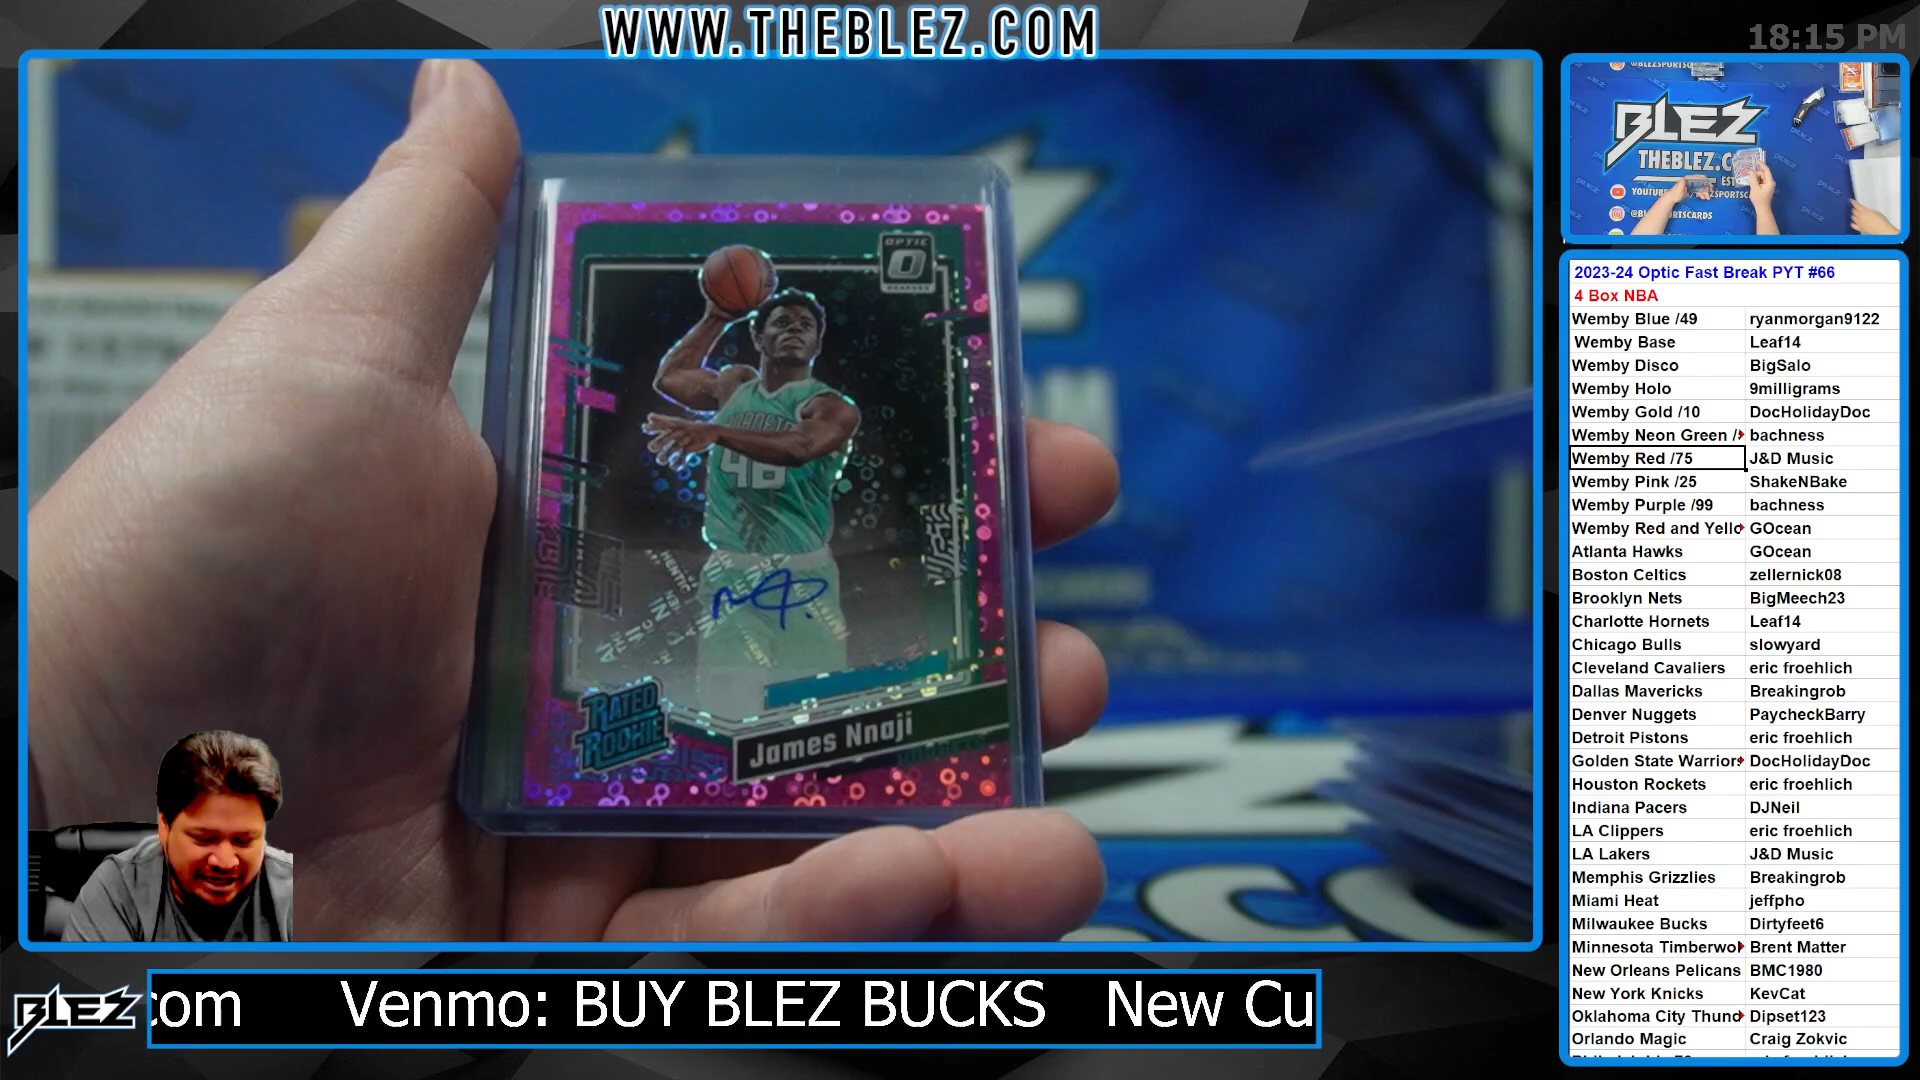 WWW.THEBLEZ.COM
18:15 PM
OPTIC
DONRUSS
HORNETS
46
RATED
ROOKIE
James Nnaji
BLEZ
THEBLEZ.C
2023-24 Optic Fast Break PYT #66
4 Box NBA
Wemby Blue /49 ryanmorgan9122
Wemby Base Leaf14
Wemby Disco BigSalo
Wemby Holo 9milligrams
Wemby Gold /10 DocHolidayDoc
Wemby Neon Green / bachness
Wemby Red /75 J&D Music
Wemby Pink /25 ShakeNBake
Wemby Purple /99 bachness
Wemby Red and Yello GOcean
Atlanta Hawks GOcean
Boston Celtics zellernick08
Brooklyn Nets BigMeech23
Charlotte Hornets Leaf14
Chicago Bulls slowyard
Cleveland Cavaliers eric froehlich
Dallas Mavericks Breakingrob
Denver Nuggets PaycheckBarry
Detroit Pistons eric froehlich
Golden State Warriors DocHolidayDoc
Houston Rockets eric froehlich
Indiana Pacers DJNeil
LA Clippers eric froehlich
LA Lakers J&D Music
Memphis Grizzlies Breakingrob
Miami Heat jeffpho
Milwaukee Bucks Dirtyfeet6
Minnesota Timberwol Brent Matter
New Orleans Pelicans BMC1980
New York Knicks KevCat
Oklahoma City Thund Dipset123
Orlando Magic Craig Zokvic
BLEZ
com Venmo: BUY BLEZ BUCKS New Cu